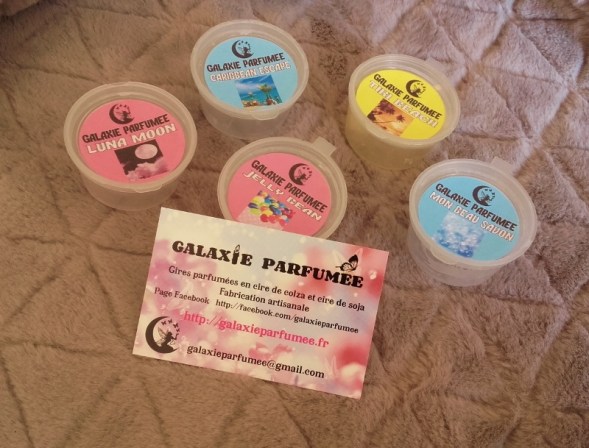 GALAXIE PARFUMEE
CARIBBEAN ESCAPE
GALAXIE PARFUMEE
GALAXIE PARFUMEE
LUNA MOON
GALAXIE PARFUMEE
JELLY BEAN
GALAXIE PARFUMEE
MON BEAU SAVON
GALAXIE PARFUMEE
Cires parfumées en cire de colza et cire de soja
Fabrication artisanale
Page Facebook http://facebook.com/galaxieparfumee
http://galaxieparfumee.fr
galaxieparfumee@gmail.com